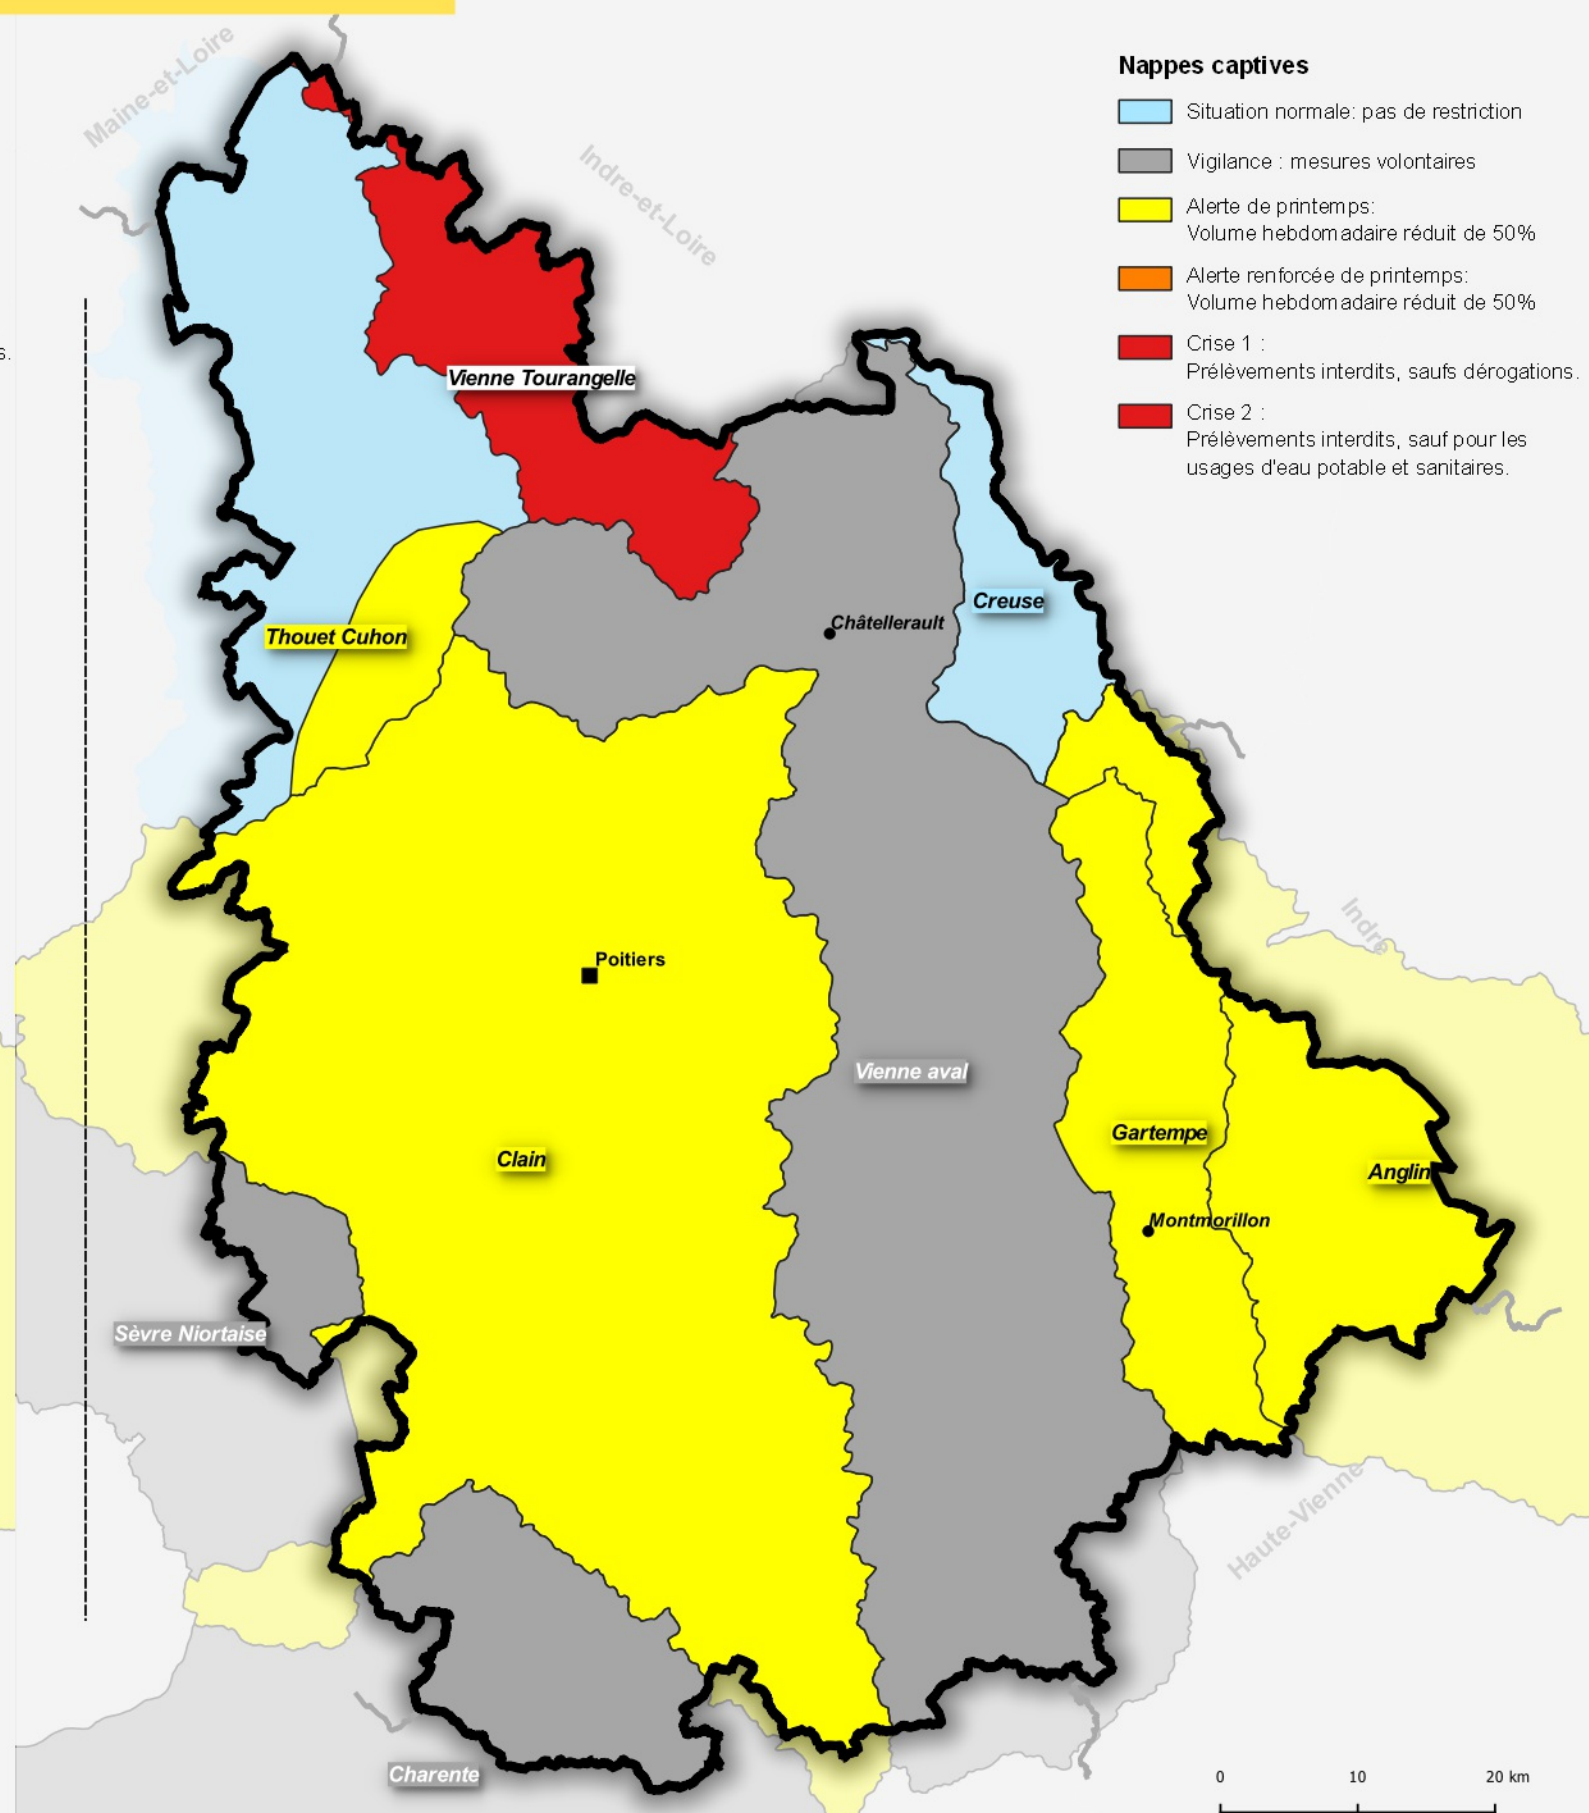 Maine-et-Loire
Indre-et-Loire
Nappes captives
Situation normale: pas de restriction
Vigilance : mesures volontaires
Alerte de printemps:
Volume hebdomadaire réduit de 50%
Alerte renforcée de printemps:
Volume hebdomadaire réduit de 50%
Crise 1 :
Prélèvements interdits, saufs dérogations.
Crise 2 :
Prélèvements interdits, sauf pour les
usages d'eau potable et sanitaires.
s.
Vienne Tourangelle
Creuse
Châtellerault
Thouet Cuhon
Indre
Poitiers
Vienne aval
Gartempe
Clain
Anglin
Montmorillon
Sèvre Niortaise
Haute-Vienne
Charente
0 10 20 km